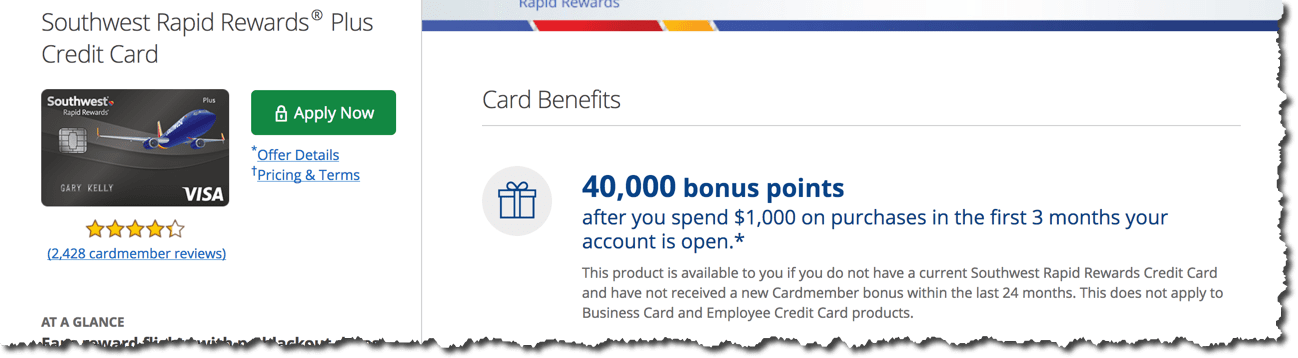 Southwest Rapid Rewards® Plus
Credit Card
Southwest
Rapid Rewards®
Plus
GARY KELLY
VISA
Apply Now
*Offer Details
†Pricing & Terms
(2,428 cardmember reviews)
AT A GLANCE
Rapid Rewards®
Card Benefits
40,000 bonus points
after you spend $1,000 on purchases in the first 3 months your
account is open.*
This product is available to you if you do not have a current Southwest Rapid Rewards Credit Card
and have not received a new Cardmember bonus within the last 24 months. This does not apply to
Business Card and Employee Credit Card products.